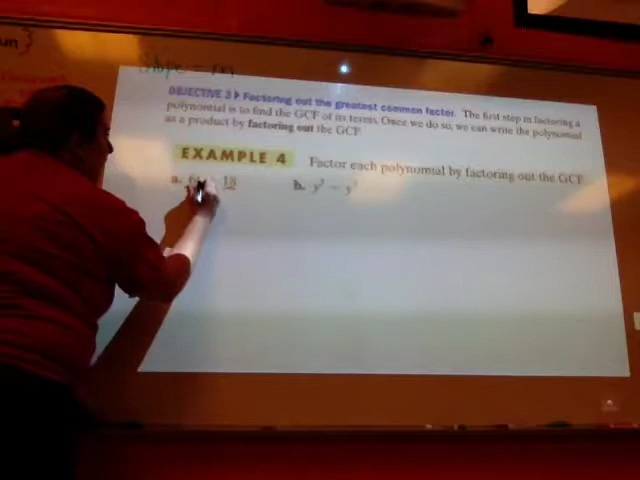 Slope = m
OBJECTIVE 3 Factoring out the greatest common factor. The first step in factoring a
polynomial is to find the GCF of its terms. Once we do so, we can write the polynomial
as a product by factoring out the GCF.
EXAMPLE 4 Factor each polynomial by factoring out the GCF.
a. 18 b.